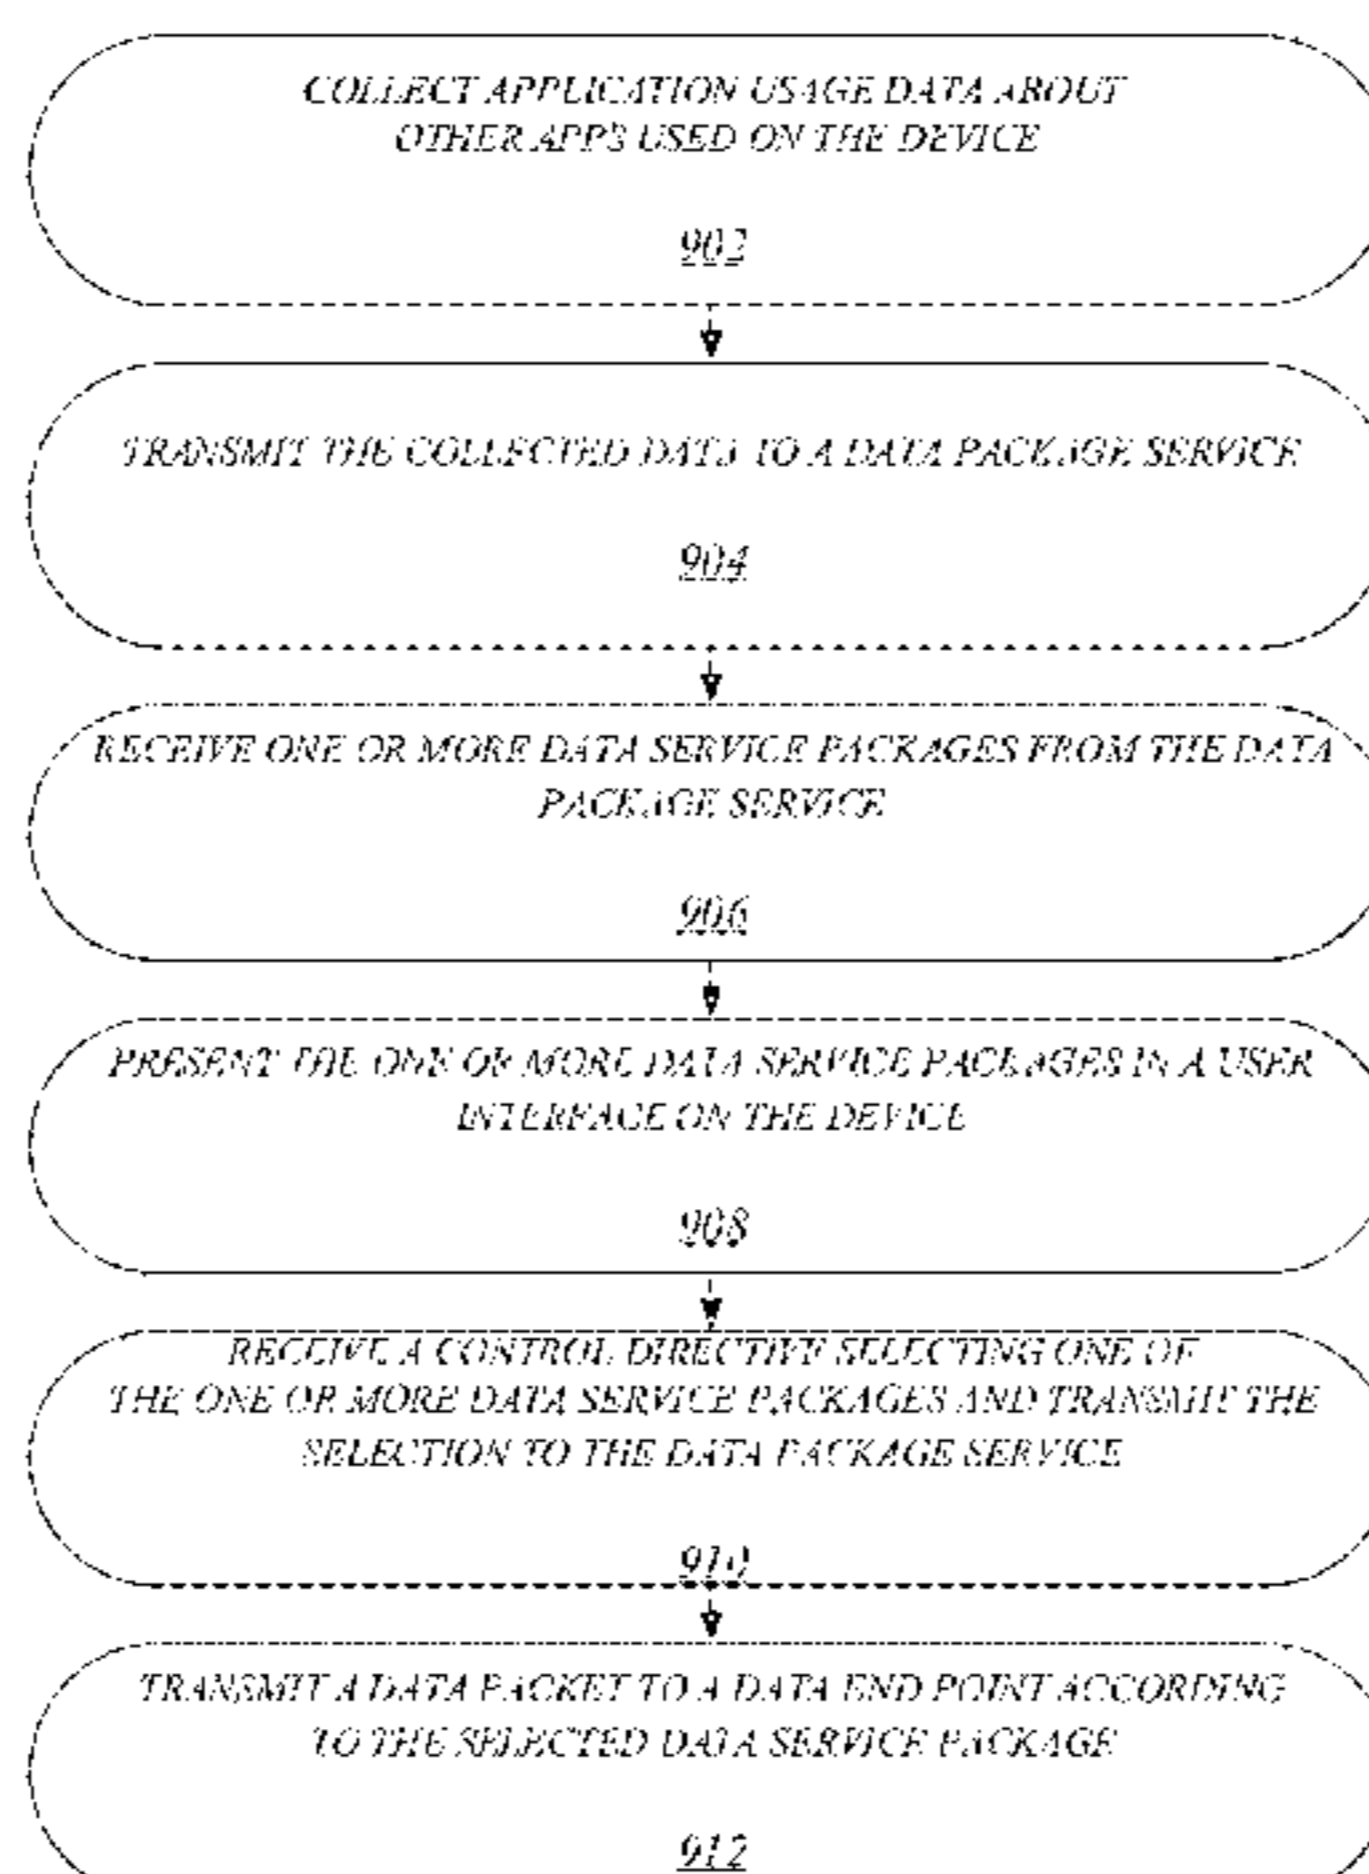 COLLECT APPLICATION USAGE DATA ABOUT
OTHER APPS USED ON THE DEVICE
902
TRANSMIT THE COLLECTED DATA TO A DATA PACKAGE SERVICE
904
RECEIVE ONE OR MORE DATA SERVICE PACKAGES FROM THE DATA
PACKAGE SERVICE
906
PRESENT THE ONE OR MORE DATA SERVICE PACKAGES IN A USER
INTERFACE ON THE DEVICE
908
RECEIVE A CONTROL DIRECTIVE SELECTING ONE OF
THE ONE OR MORE DATA SERVICE PACKAGES AND TRANSMIT THE
SELECTION TO THE DATA PACKAGE SERVICE
910
TRANSMIT A DATA PACKET TO A DATA END POINT ACCORDING
TO THE SELECTED DATA SERVICE PACKAGE
912